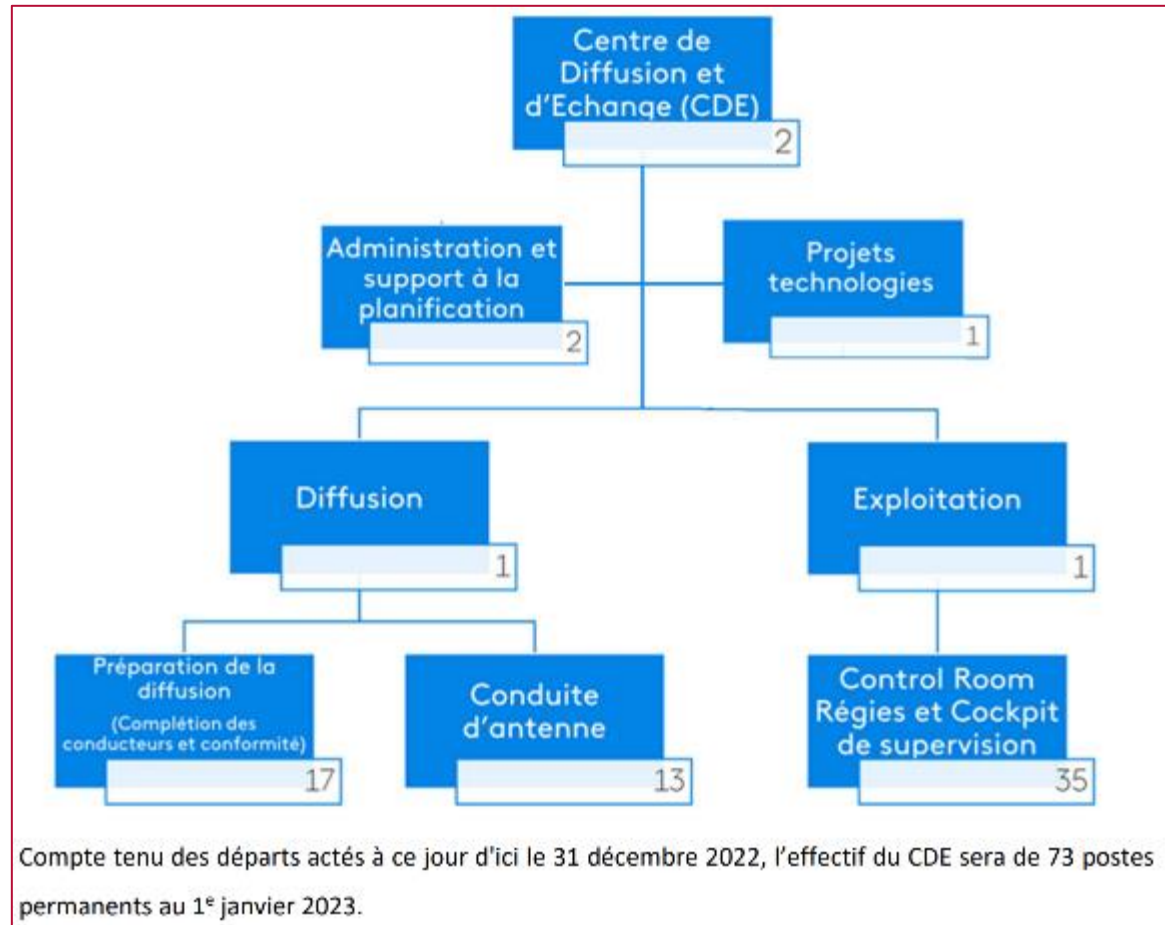 Centre de
Diffusion et
d'Echange (CDE)
2
Administration et
support à la
planification
2
Projets
technologies
1
Diffusion
1
Exploitation
1
Préparation de la
diffusion
(Complétion des
conducteurs et conformité)
17
Conduite
d'antenne
13
Control Room
Régies et Cockpit
de supervision
35
Compte tenu des départs actés à ce jour d'ici le 31 décembre 2022, l'effectif du CDE sera de 73 postes
permanents au 1ᵉ janvier 2023.